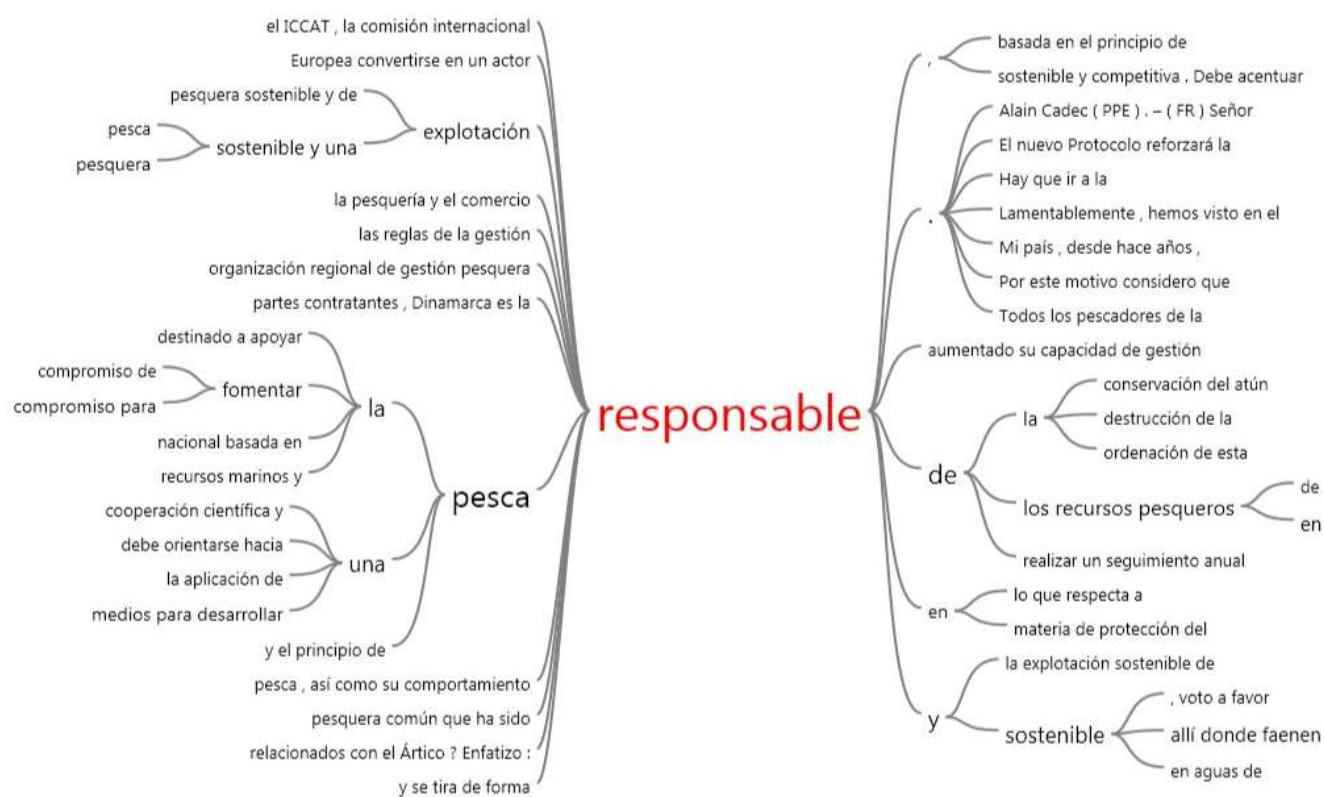 el ICCAT , la comisión internacional
Europea convertirse en un actor
pesquera sostenible y de
pesca
pesquera
sostenible y una
explotación
la pesquería y el comercio
las reglas de la gestión
organización regional de gestión pesquera
partes contratantes , Dinamarca es la
destinado a apoyar
compromiso de
compromiso para
fomentar
nacional basada en
recursos marinos y
la
cooperación científica y
debe orientarse hacia
la aplicación de
medios para desarrollar
una
y el principio de
pesca
pesca , así como su comportamiento
pesquera común que ha sido
relacionados con el Ártico ? Enfatizo :
y se tira de forma
responsable
,
basada en el principio de
sostenible y competitiva . Debe acentuar
.
Alain Cadec ( PPE ) . – ( FR ) Señor
El nuevo Protocolo reforzará la
Hay que ir a la
Lamentablemente , hemos visto en el
Mi país , desde hace años ,
Por este motivo considero que
Todos los pescadores de la
aumentado su capacidad de gestión
de
la
conservación del atún
destrucción de la
ordenación de esta
los recursos pesqueros
de
en
realizar un seguimiento anual
en
lo que respecta a
materia de protección del
y
la explotación sostenible de
sostenible
, voto a favor
allí donde faenen
en aguas de